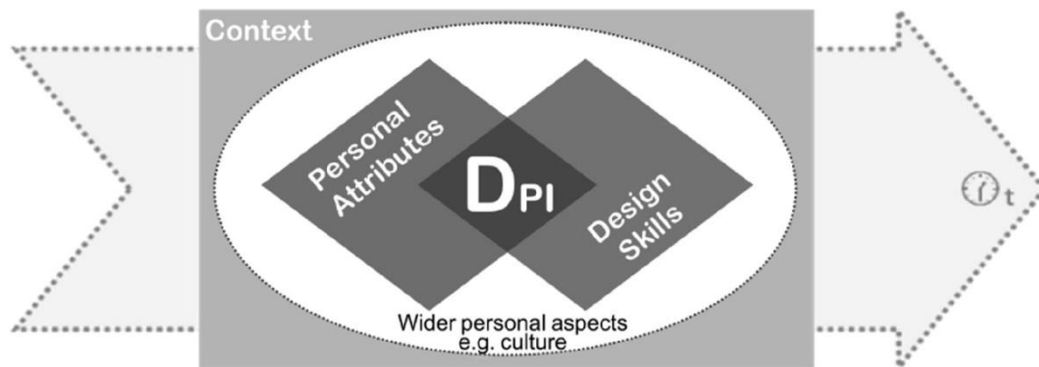 Context
Personal
Attributes
DPI
Design
Skills
Wider personal aspects
e.g. culture
t